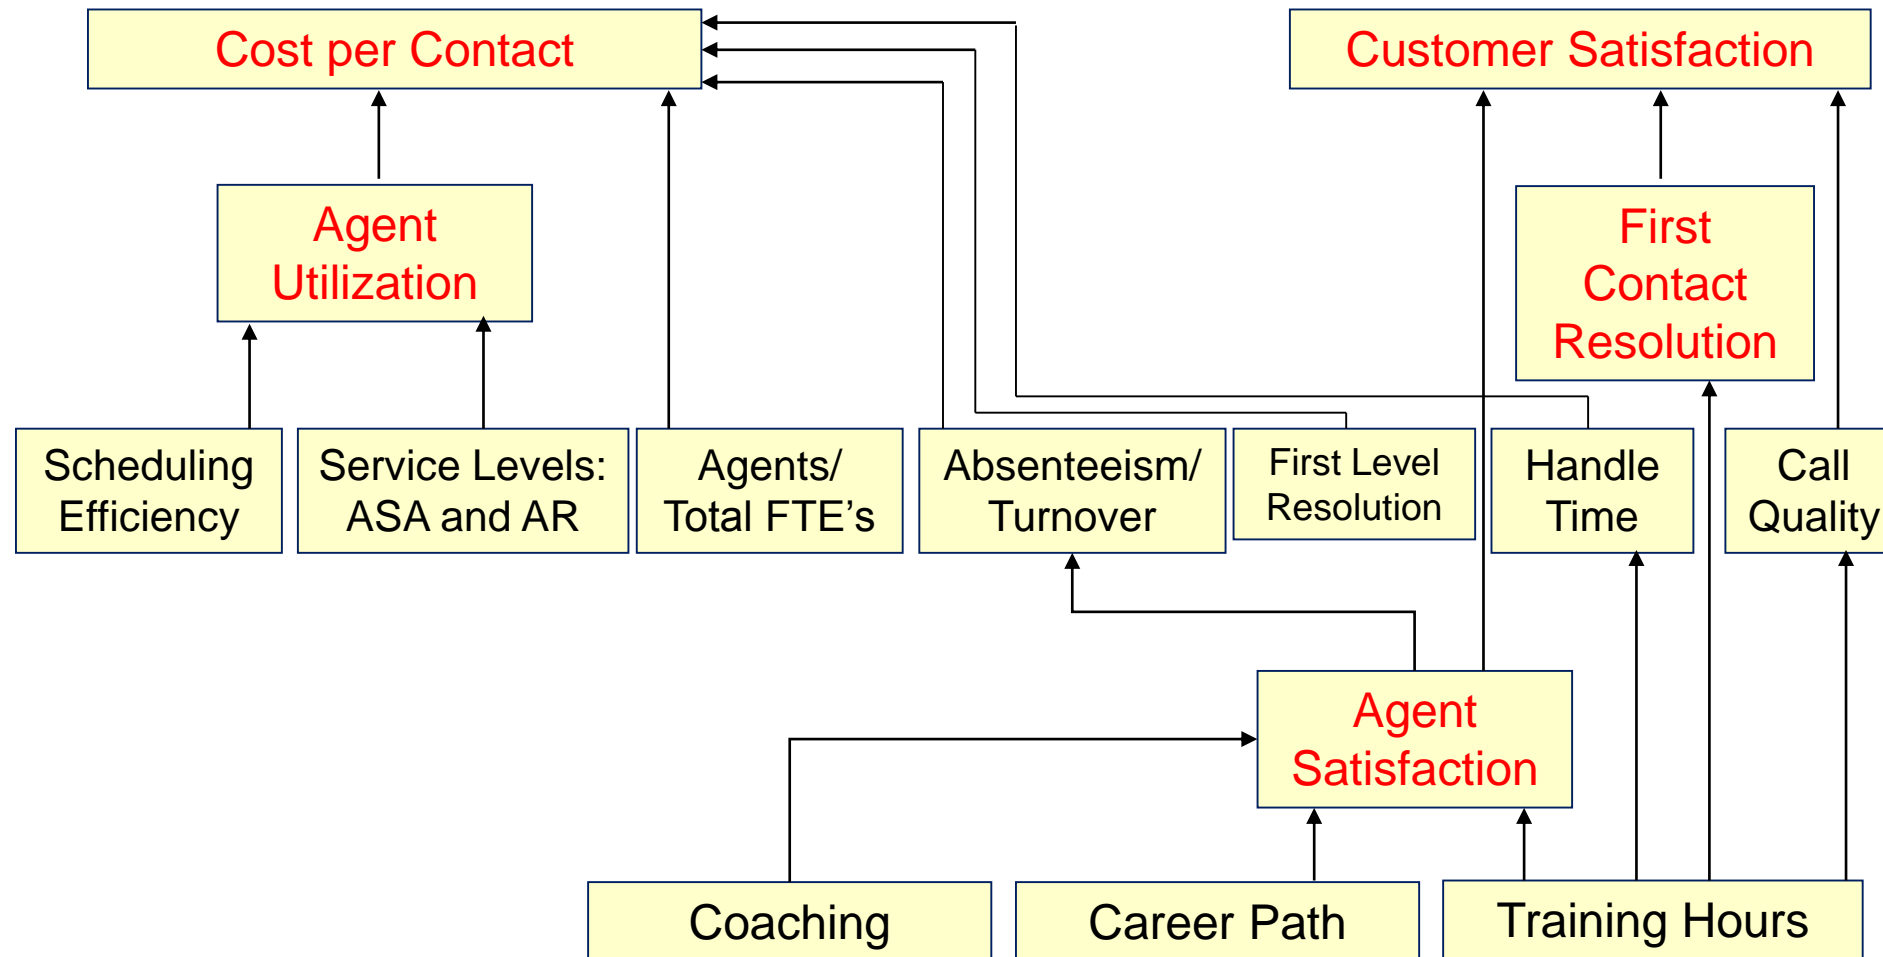 Cost per Contact
Customer Satisfaction
Agent
Utilization
First
Contact
Resolution
Scheduling
Efficiency
Service Levels:
ASA and AR
Agents/
Total FTE’s
Absenteeism/
Turnover
First Level
Resolution
Handle
Time
Call
Quality
Agent
Satisfaction
Coaching
Career Path
Training Hours